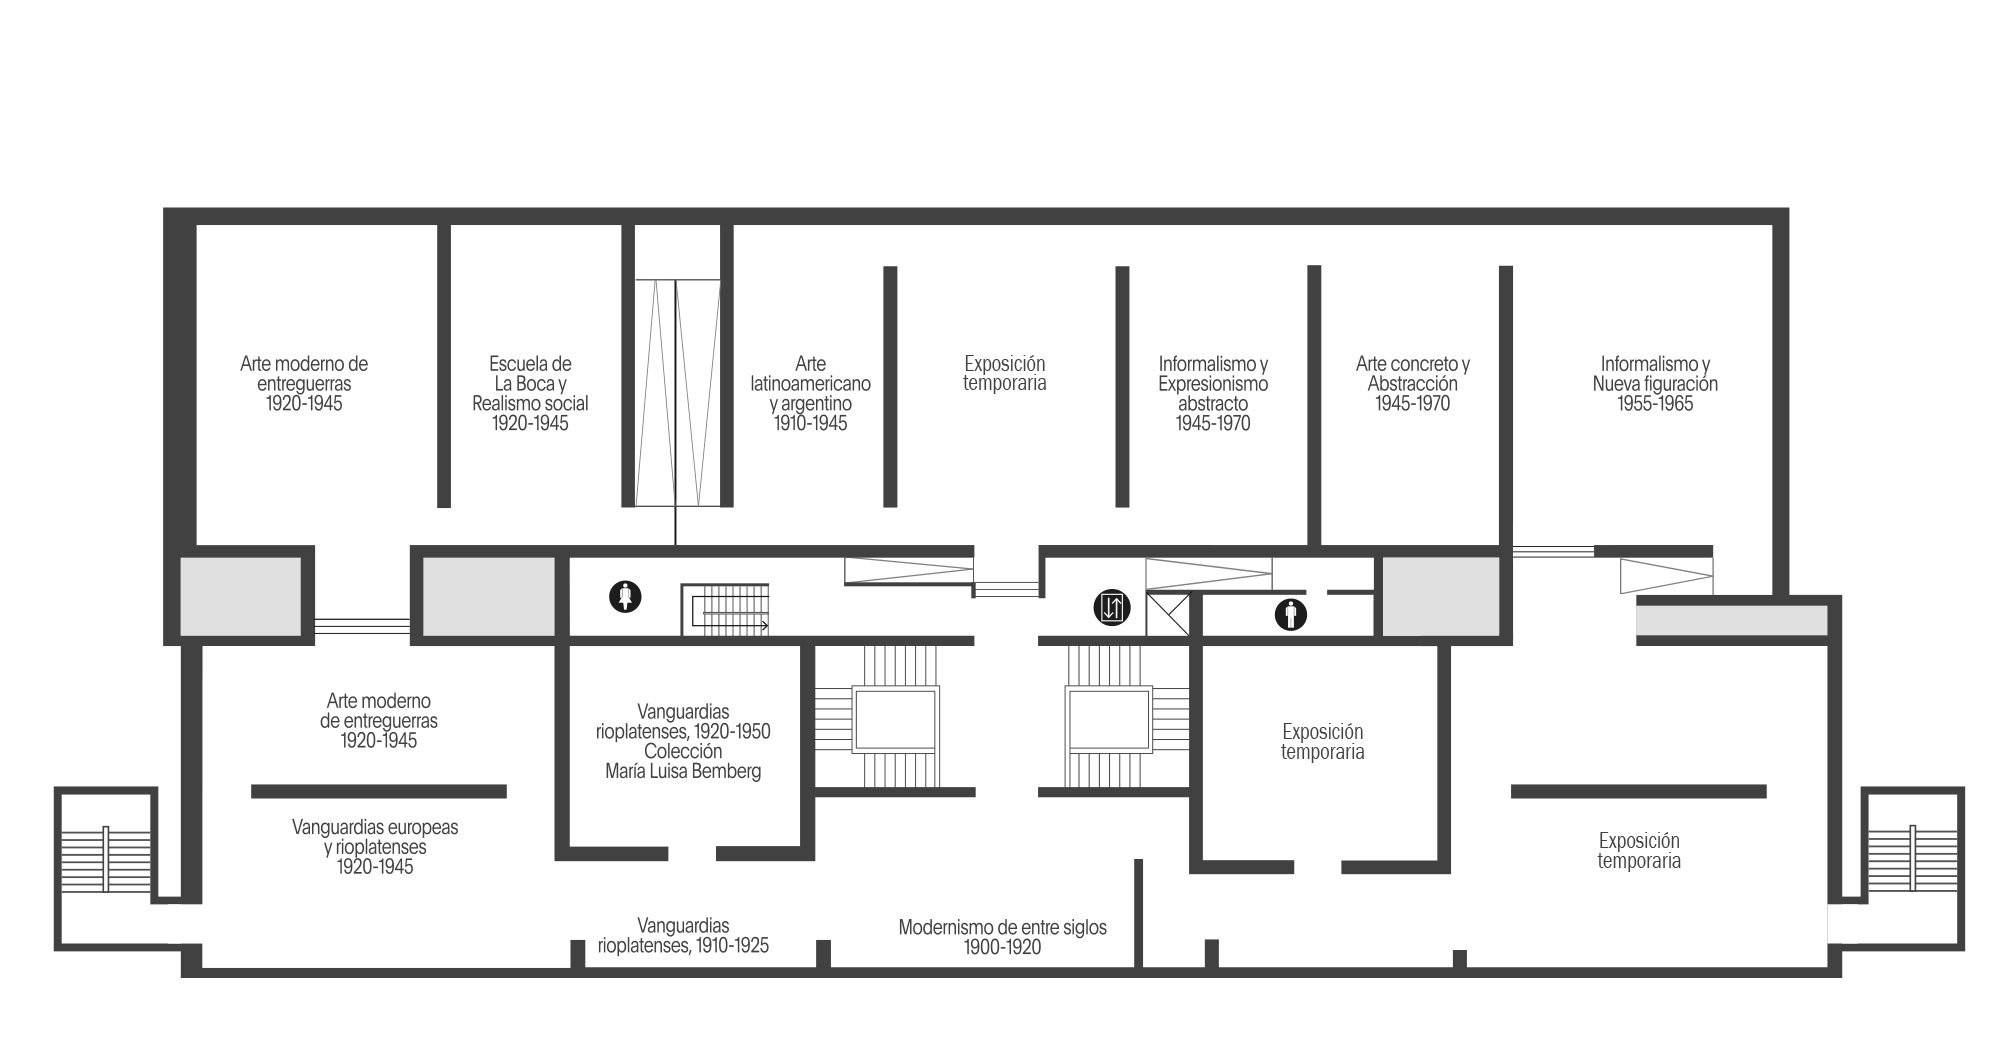 Arte moderno de
entreguerras
1920-1945
Escuela de
La Boca y
Realismo social
1920-1945
Arte
latinoamericano
y argentino
1910-1945
Exposición
temporaria
Informalismo y
Expresionismo
abstracto
1945-1970
Arte concreto y
Abstracción
1945-1970
Informalismo y
Nueva figuración
1955-1965
Arte moderno
de entreguerras
1920-1945
Vanguardias
rioplatenses, 1920-1950
Colección
María Luisa Bemberg
Exposición
temporaria
Vanguardias europeas
y rioplatenses
1920-1945
Exposición
temporaria
Vanguardias
rioplatenses, 1910-1925
Modernismo de entre siglos
1900-1920